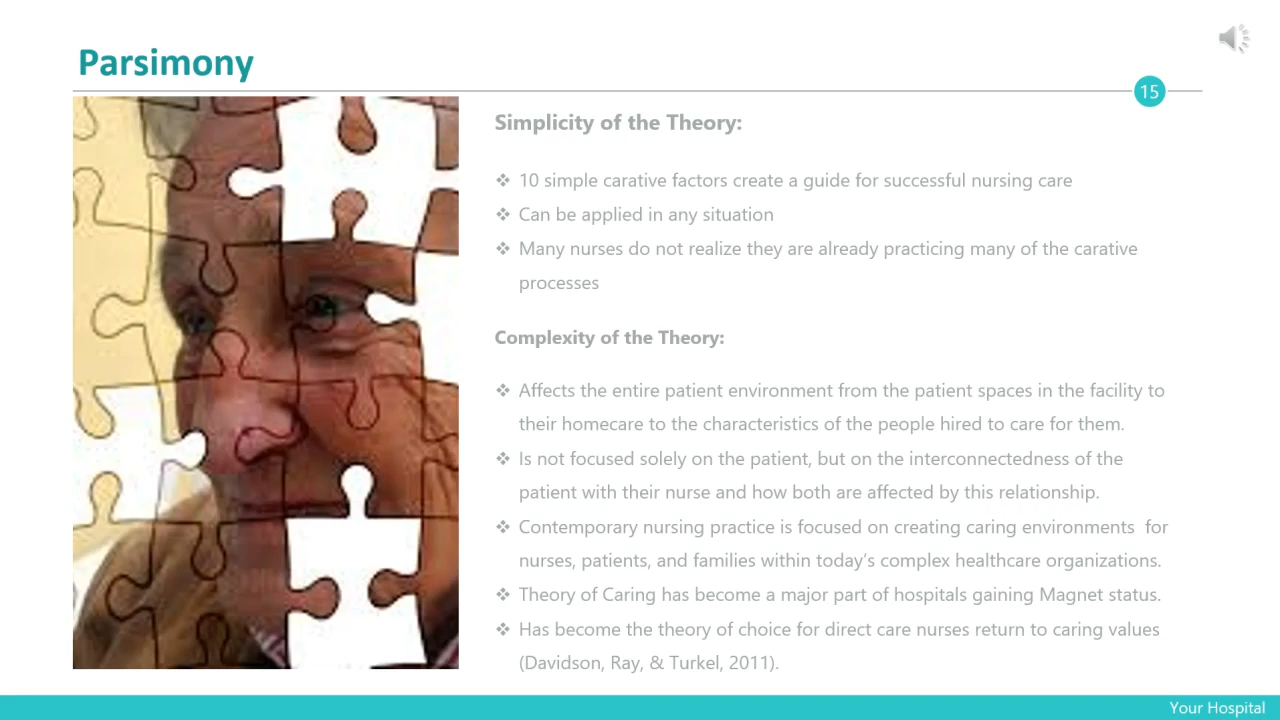 Parsimony
15
Simplicity of the Theory:
❖ 10 simple carative factors create a guide for successful nursing care
❖ Can be applied in any situation
❖ Many nurses do not realize they are already practicing many of the carative
processes
Complexity of the Theory:
❖ Affects the entire patient environment from the patient spaces in the facility to
their homecare to the characteristics of the people hired to care for them.
❖ Is not focused solely on the patient, but on the interconnectedness of the
patient with their nurse and how both are affected by this relationship.
❖ Contemporary nursing practice is focused on creating caring environments  for
nurses, patients, and families within today’s complex healthcare organizations.
❖ Theory of Caring has become a major part of hospitals gaining Magnet status.
❖ Has become the theory of choice for direct care nurses return to caring values
(Davidson, Ray, & Turkel, 2011).
Your Hospital